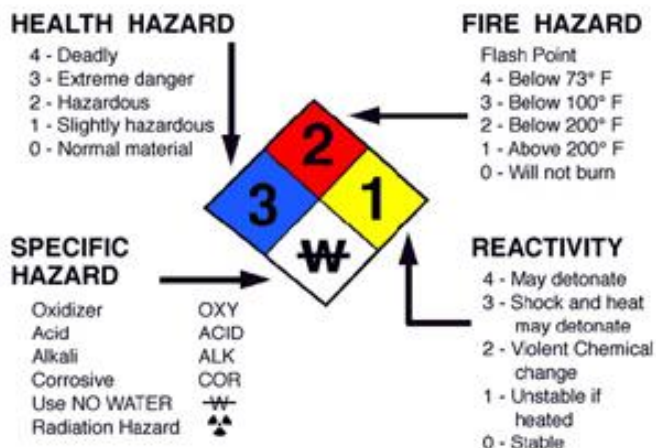 HEALTH HAZARD
4 - Deadly
3 - Extreme danger
2 - Hazardous
1 - Slightly hazardous
0 - Normal material
FIRE HAZARD
Flash Point
4 - Below 73° F
3 - Below 100° F
2 - Below 200° F
1 - Above 200° F
0 - Will not burn
2
3
1
W
SPECIFIC
HAZARD
Oxidizer OXY
Acid ACID
Alkali ALK
Corrosive COR
Use NO WATER W
Radiation Hazard
REACTIVITY
4 - May detonate
3 - Shock and heat
may detonate
2 - Violent Chemical
change
1 - Unstable if
heated
0 - Stable